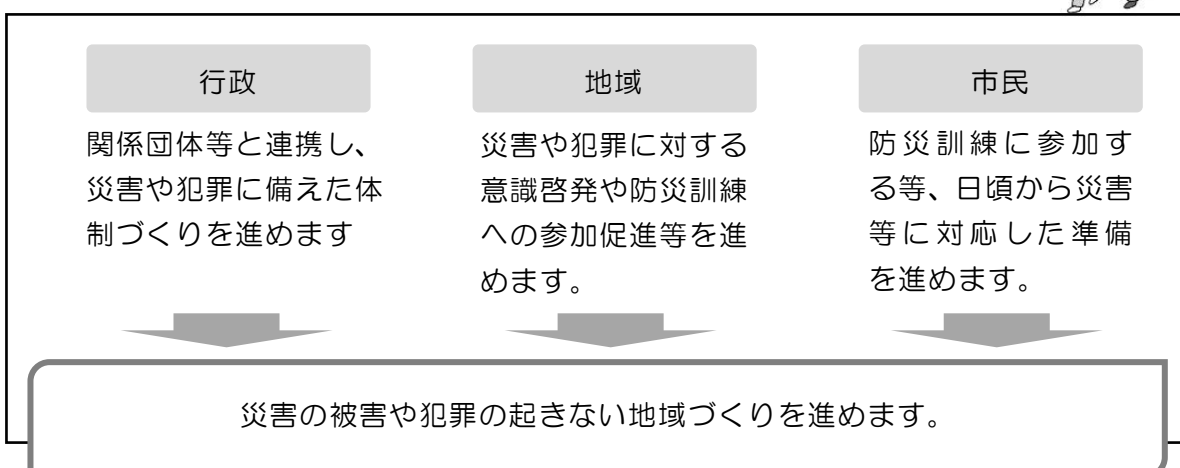 行政
関係団体等と連携し、
災害や犯罪に備えた体
制づくりを進めます
地域
災害や犯罪に対する
意識啓発や防災訓練
への参加促進等を進
めます。
市民
防災訓練に参加す
る等、日頃から災害
等に対応した準備
を進めます。
災害の被害や犯罪の起きない地域づくりを進めます。